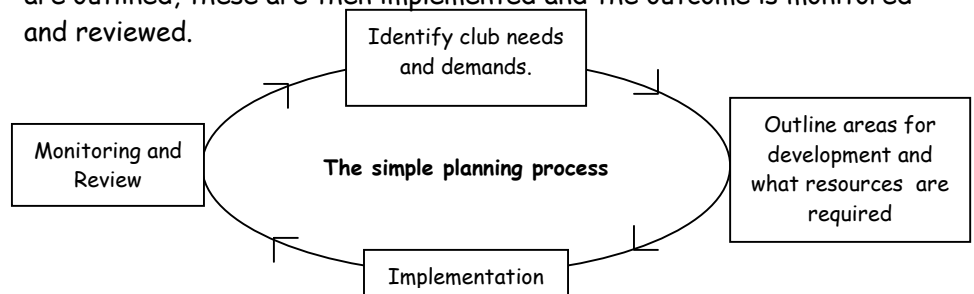 are outlined, these are then implemented and the outcome is monitored
and reviewed.
Identify club needs
and demands.
Outline areas for
development and
what resources are
required
The simple planning process
Monitoring and
Review
Implementation